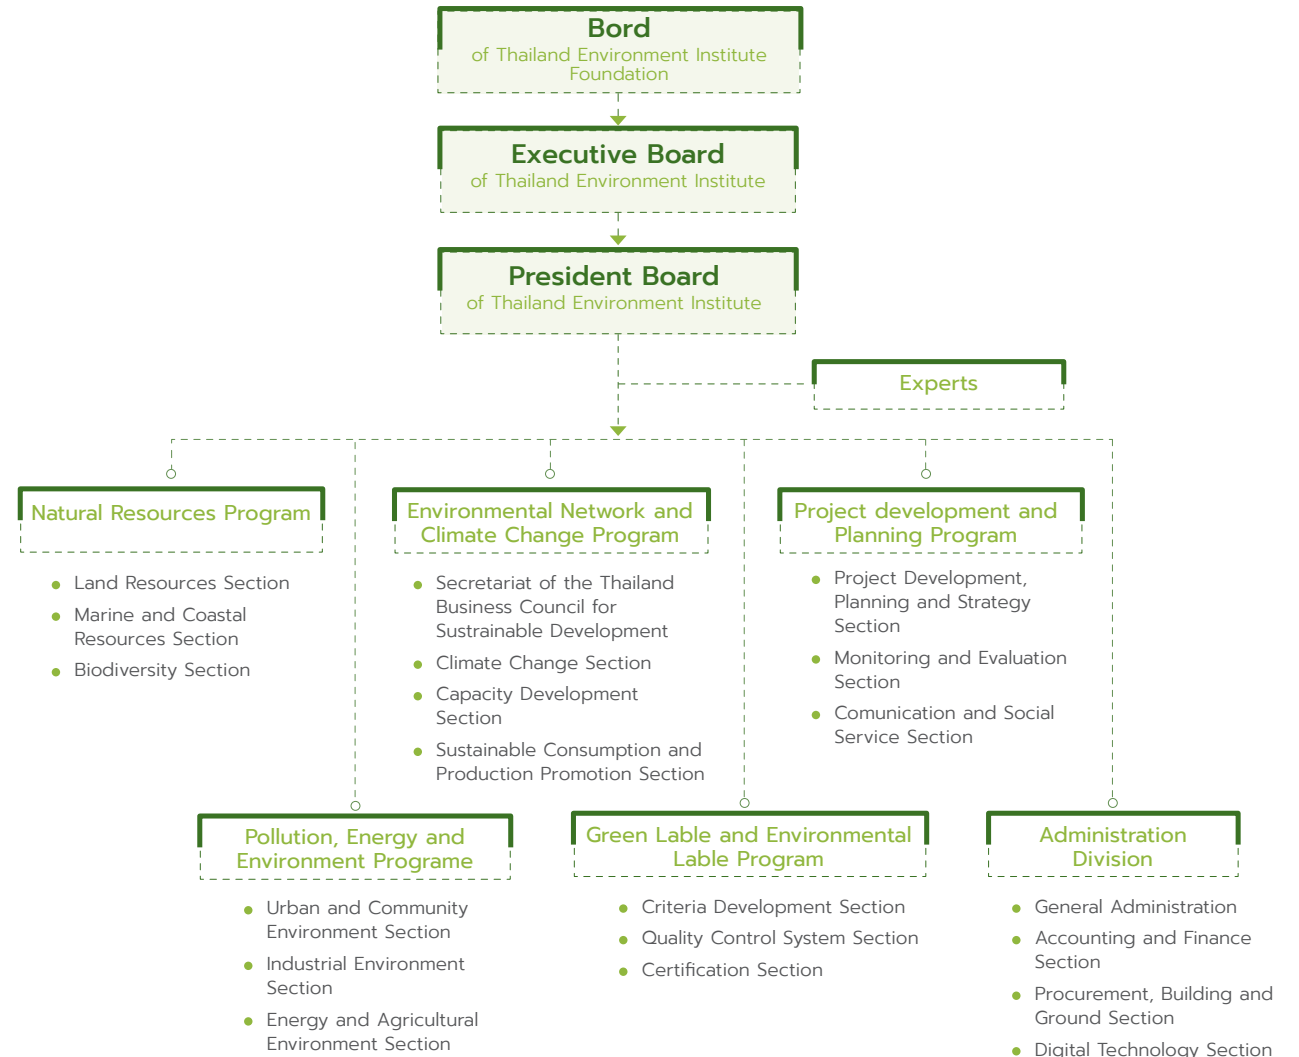 Bord
of Thailand Environment Institute
Foundation
Executive Board
of Thailand Environment Institute
President Board
of Thailand Environment Institute
Experts
Natural Resources Program
Land Resources Section
Marine and Coastal
Resources Section
Biodiversity Section
Environmental Network and
Climate Change Program
Secretariat of the Thailand
Business Council for
Sustrainable Development
Climate Change Section
Capacity Development
Section
Sustainable Consumption and
Production Promotion Section
Project development and
Planning Program
Project Development,
Planning and Strategy
Section
Monitoring and Evaluation
Section
Comunication and Social
Service Section
Pollution, Energy and
Environment Programe
Urban and Community
Environment Section
Industrial Environment
Section
Energy and Agricultural
Environment Section
Green Lable and Environmental
Lable Program
Criteria Development Section
Quality Control System Section
Certification Section
Administration
Division
General Administration
Accounting and Finance
Section
Procurement, Building and
Ground Section
Digital Technology Section